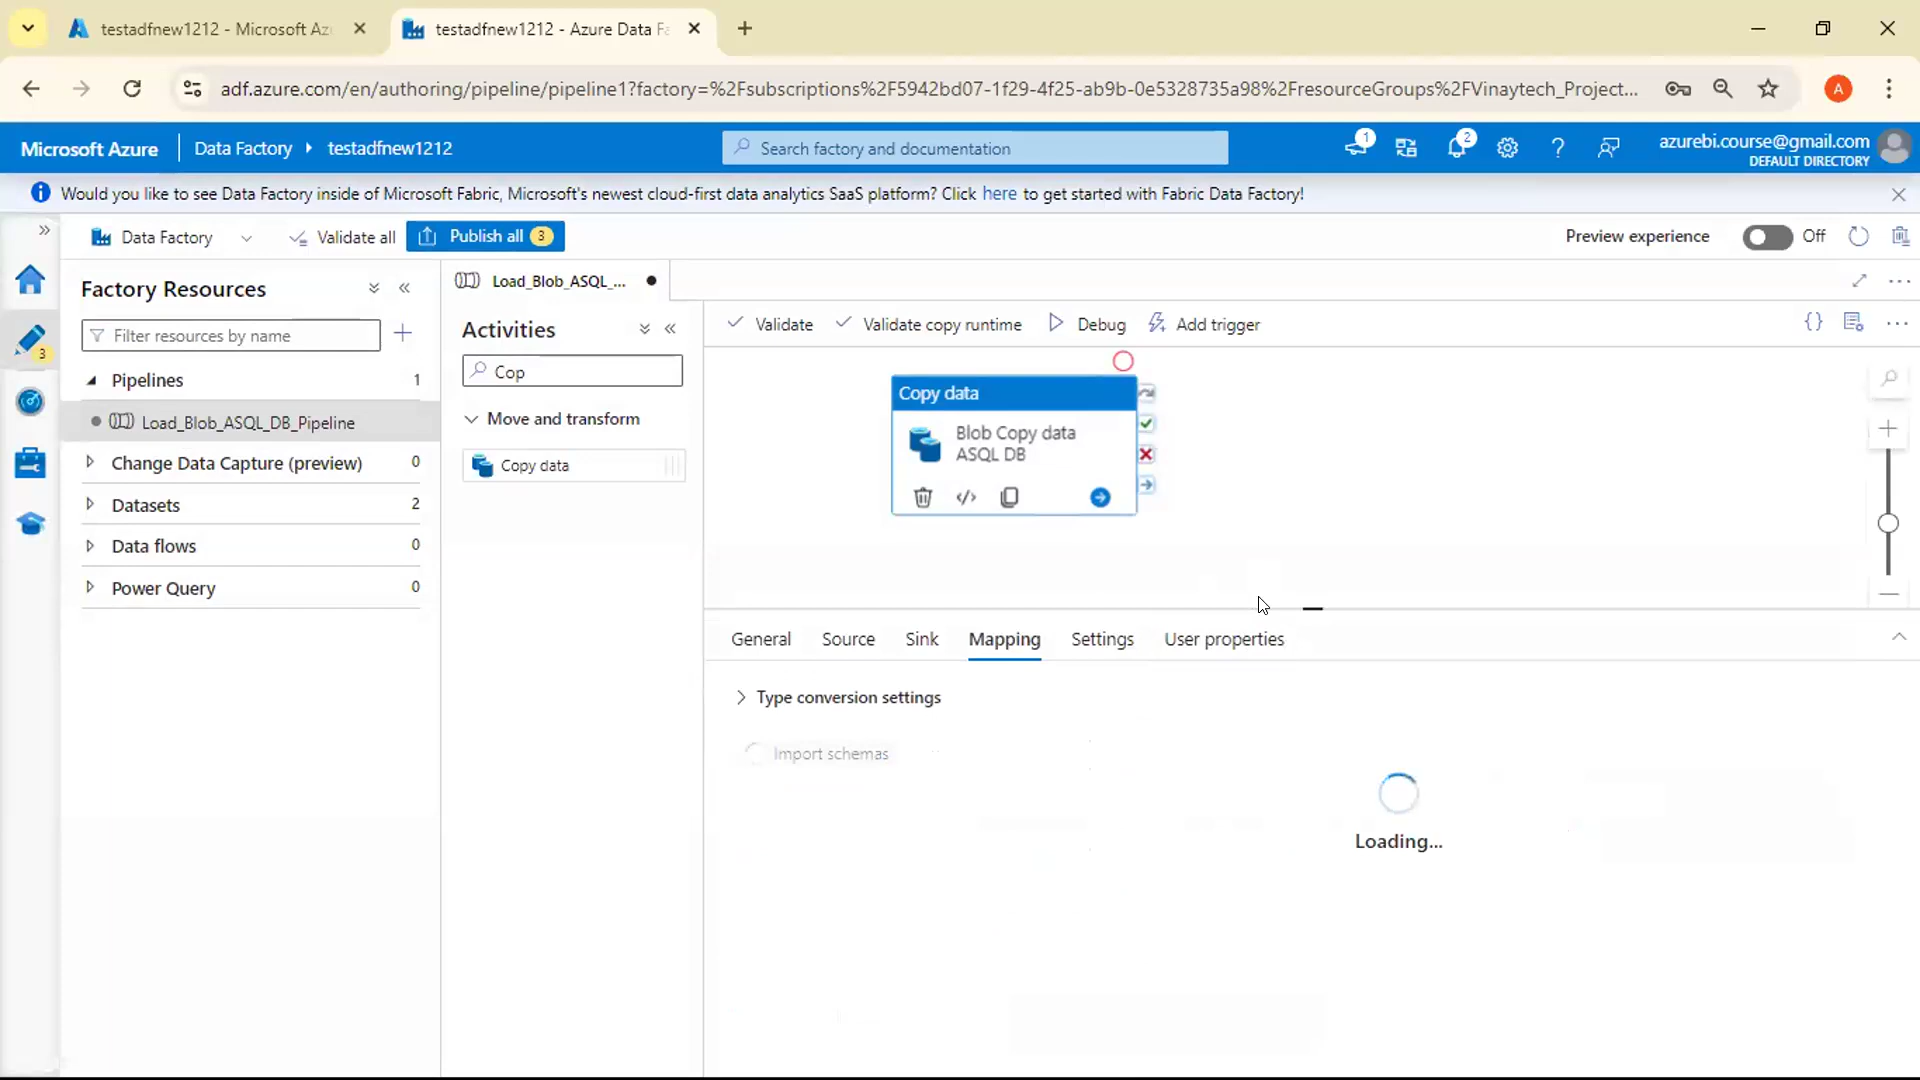 testadfnew1212 - Microsoft Az
testadfnew1212 - Azure Data F
adf.azure.com/en/authoring/pipeline/pipeline1?factory=%2Fsubscriptions%2F5942bd07-1f29-4f25-ab9b-0e5328735a98%2FresourceGroups%2FVinaytech_Project...
A
Microsoft Azure
Data Factory
testadfnew1212
Search factory and documentation
1
2
azurebi.course@gmail.com
DEFAULT DIRECTORY
Would you like to see Data Factory inside of Microsoft Fabric, Microsoft's newest cloud-first data analytics SaaS platform? Click here to get started with Fabric Data Factory!
Data Factory
Validate all
Publish all 3
Preview experience
Off
3
Factory Resources
Filter resources by name
Pipelines 1
Load_Blob_ASQL_DB_Pipeline
Change Data Capture (preview) 0
Datasets 2
Data flows 0
Power Query 0
Load_Blob_ASQL_...
Activities
Cop
Move and transform
Copy data
Validate
Validate copy runtime
Debug
Add trigger
Copy data
Blob Copy data
ASQL DB
General
Source
Sink
Mapping
Settings
User properties
Type conversion settings
Import schemas
Loading...